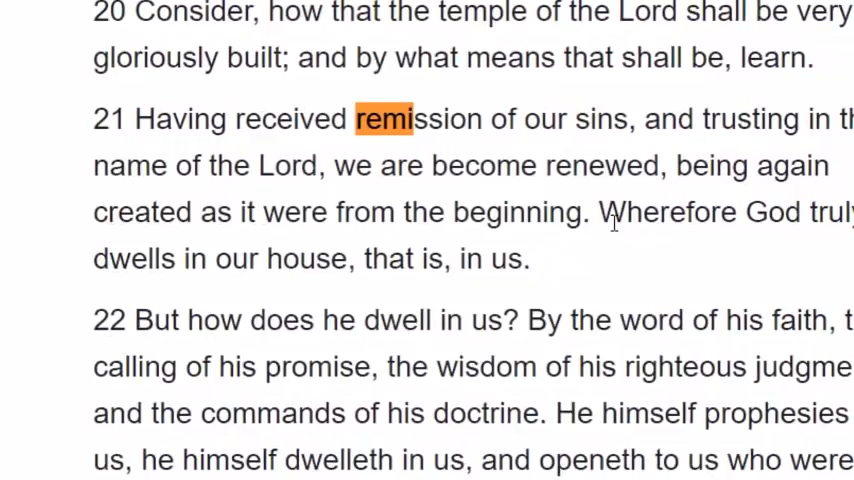 20 Consider, how that the temple of the Lord shall be very
gloriously built; and by what means that shall be, learn.
21 Having received remission of our sins, and trusting in th
name of the Lord, we are become renewed, being again
created as it were from the beginning. Wherefore God truly
dwells in our house, that is, in us.
22 But how does he dwell in us? By the word of his faith, t
calling of his promise, the wisdom of his righteous judgme
and the commands of his doctrine. He himself prophesies
us, he himself dwelleth in us, and openeth to us who were